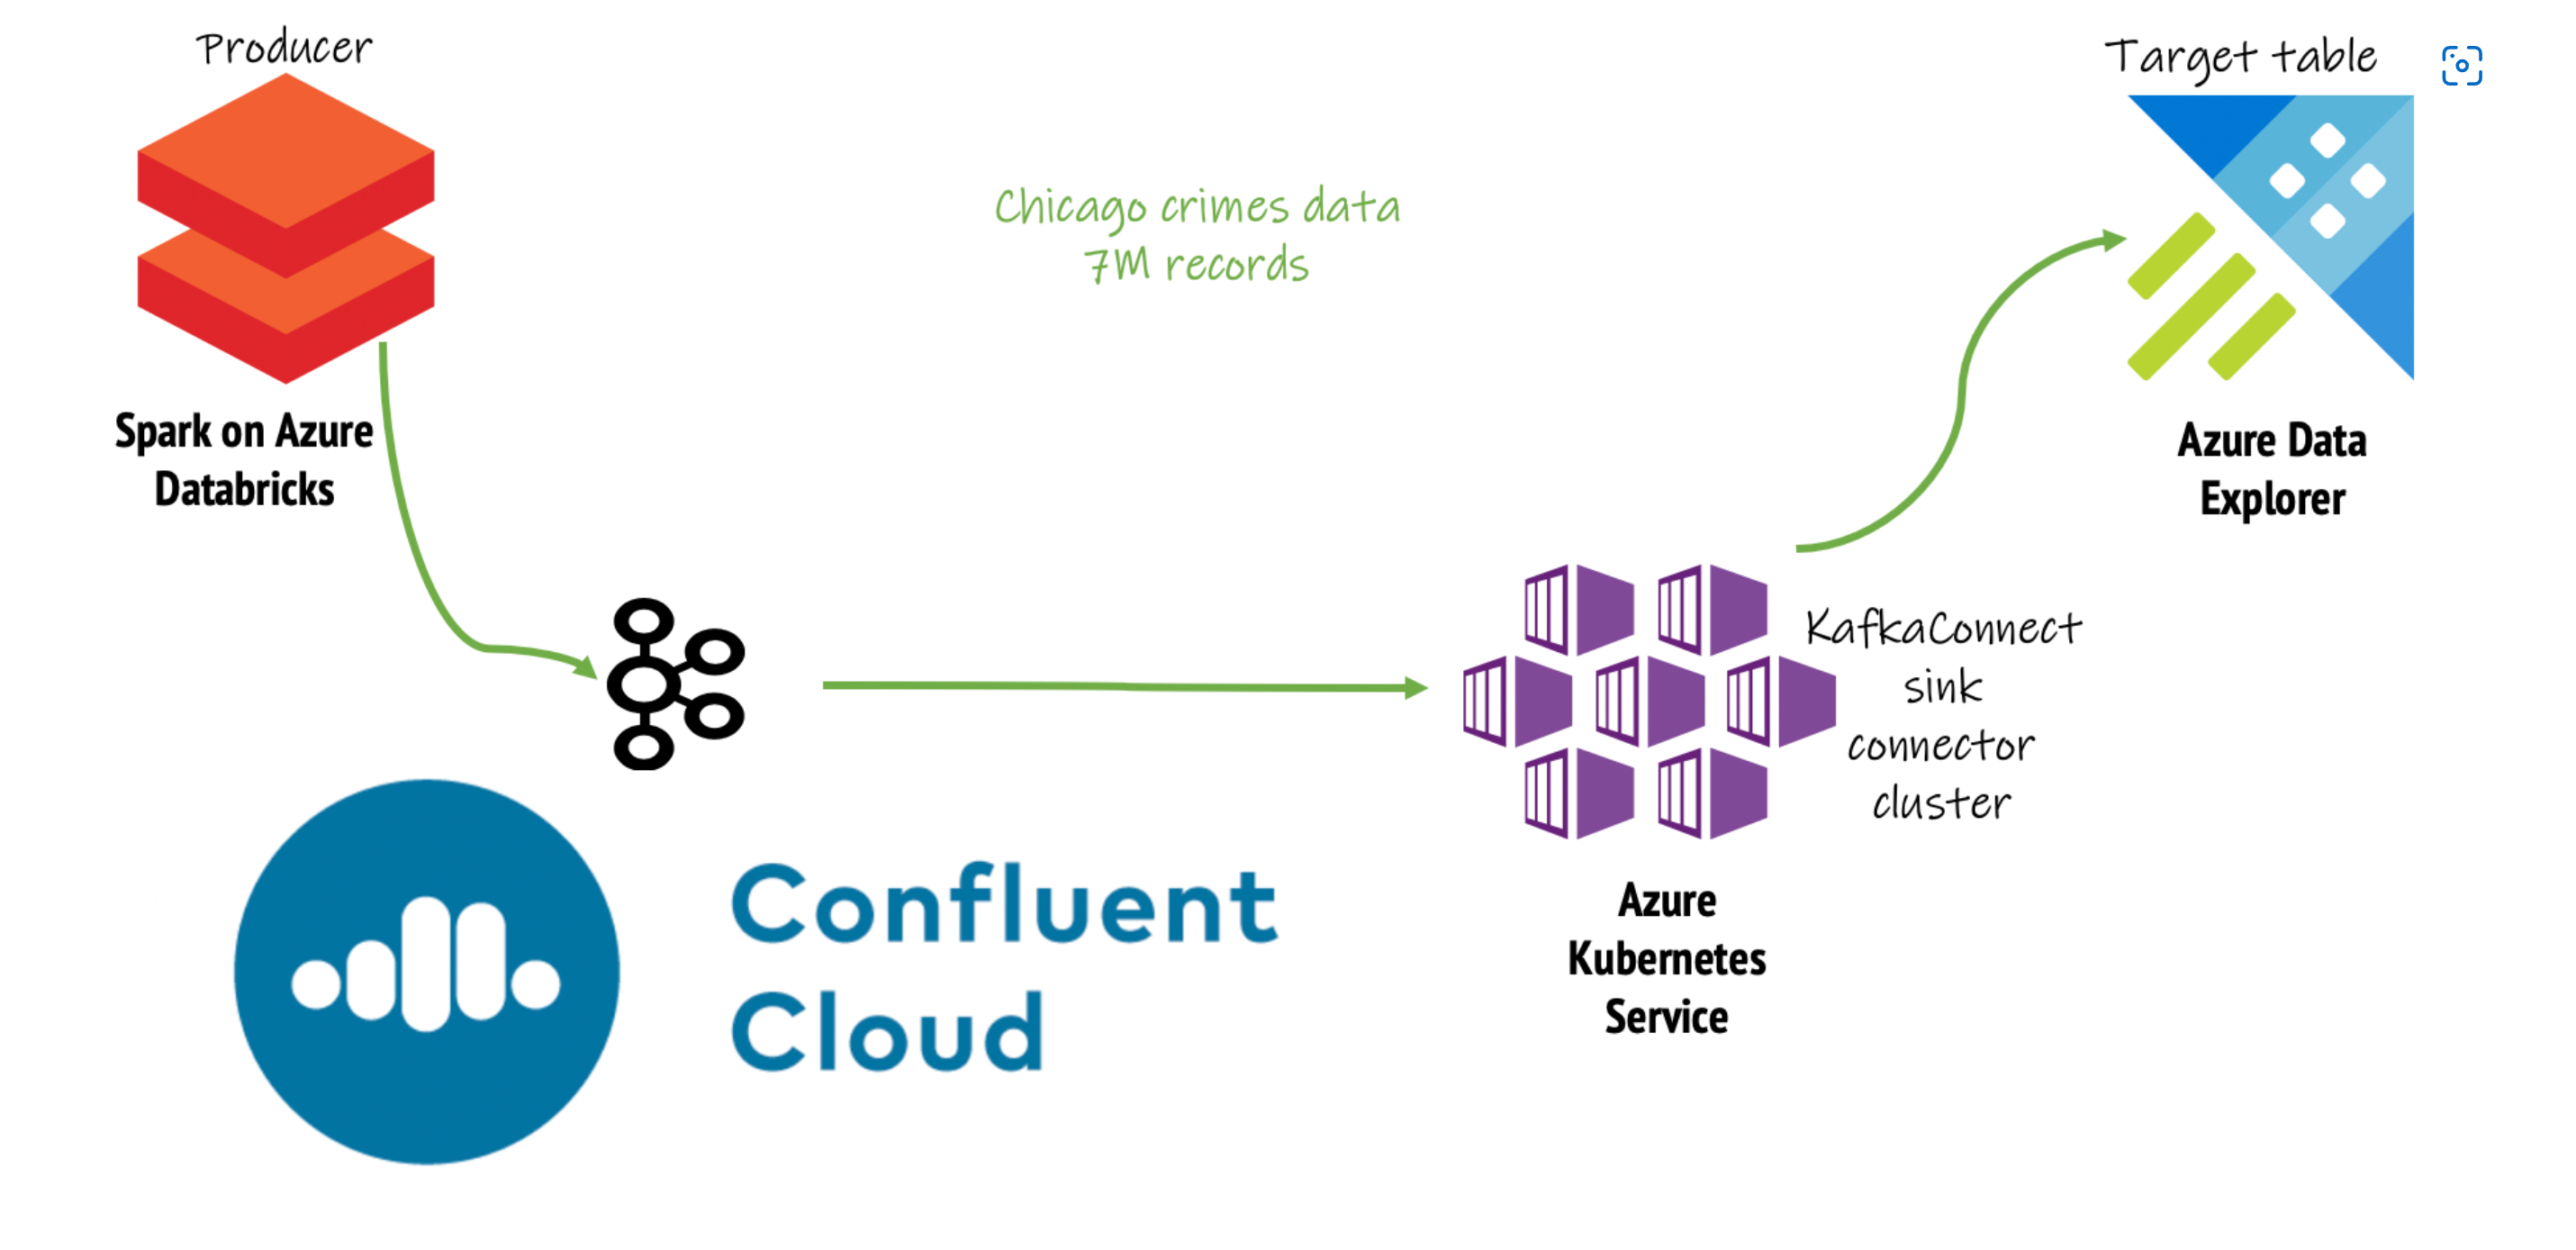 Producer
Target table
Chicago crimes data
7M records
Spark on Azure
Databricks
Azure Data
Explorer
KafkaConnect
sink
connector
cluster
Confluent
Cloud
Azure
Kubernetes
Service